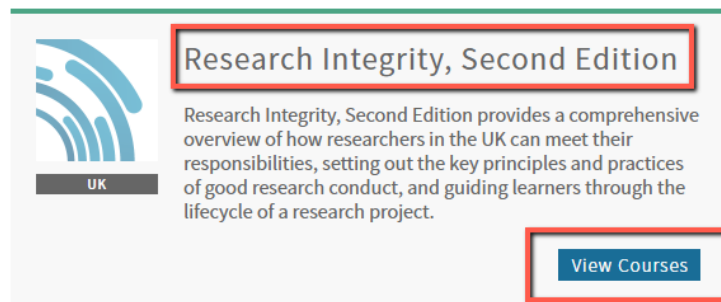 Research Integrity, Second Edition
Research Integrity, Second Edition provides a comprehensive
overview of how researchers in the UK can meet their
responsibilities, setting out the key principles and practices
of good research conduct, and guiding learners through the
lifecycle of a research project.
UK
View Courses